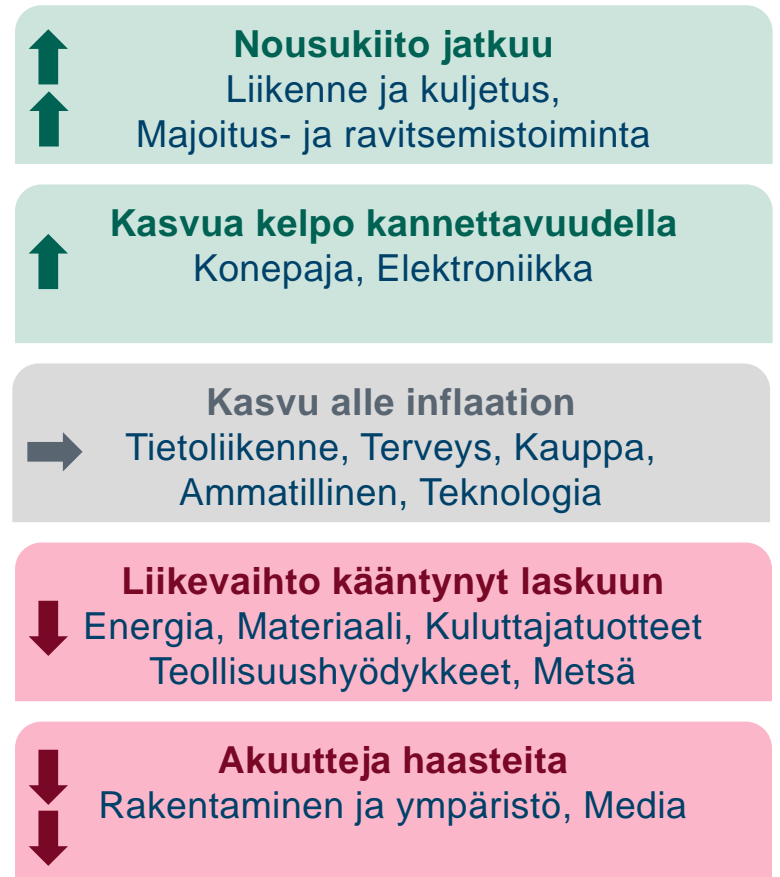 Nousukiito jatkuu
Liikenne ja kuljetus,
Majoitus- ja ravitsemistoiminta
Kasvua kelpo kannettavuudella
Konepaja, Elektroniikka
Kasvu alle inflaation
Tietoliikenne, Terveys, Kauppa,
Ammatillinen, Teknologia
Liikevaihto kääntynyt laskuun
Energia, Materiaali, Kuluttajatuotteet
Teollisuushyödykkeet, Metsä
Akuutteja haasteita
Rakentaminen ja ympäristö, Media